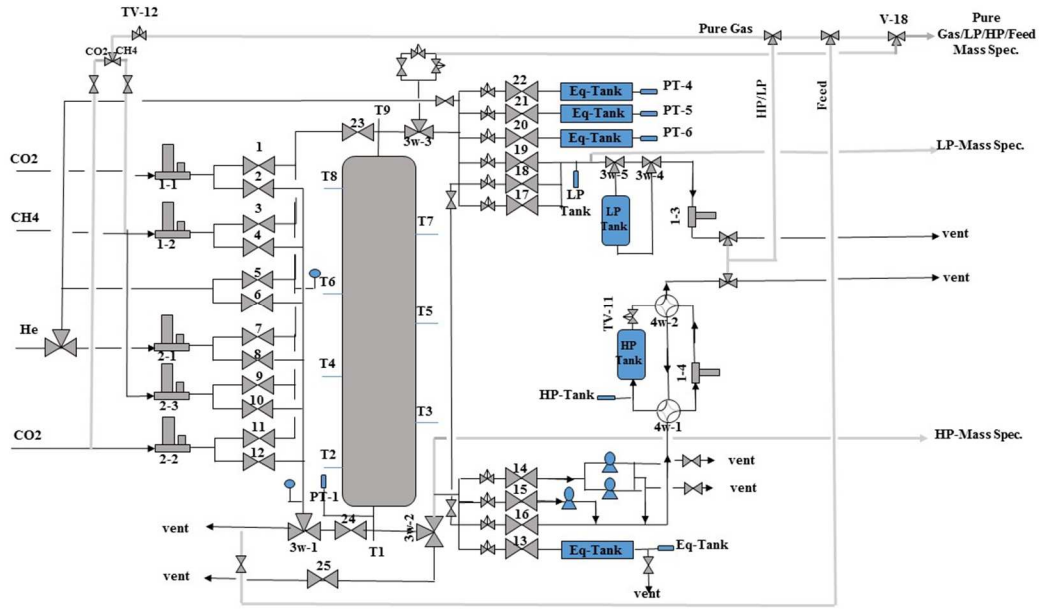 TV-12
Pure Gas
V-18
Pure
Gas/LP/HP/Feed
Mass Spec.
CO2
CH4
HP/LP
Feed
22
Eq-Tank
PT-4
21
Eq-Tank
PT-5
20
Eq-Tank
PT-6
T9
23
3w-3
19
18
17
LP-Mass Spec.
3w-5
3w-4
LP
Tank
LP
Tank
1-3
vent
vent
CO2
1-1
1
2
T8
CH4
1-2
3
4
T7
5
6
T6
T5
He
2-1
7
8
T4
2-3
9
10
T3
CO2
2-2
11
12
T2
TV-11
4w-2
HP
Tank
1-4
HP-Tank
4w-1
HP-Mass Spec.
14
vent
15
vent
16
PT-1
vent
3w-1
24
T1
3w-2
13
Eq-Tank
Eq-Tank
vent
25
vent